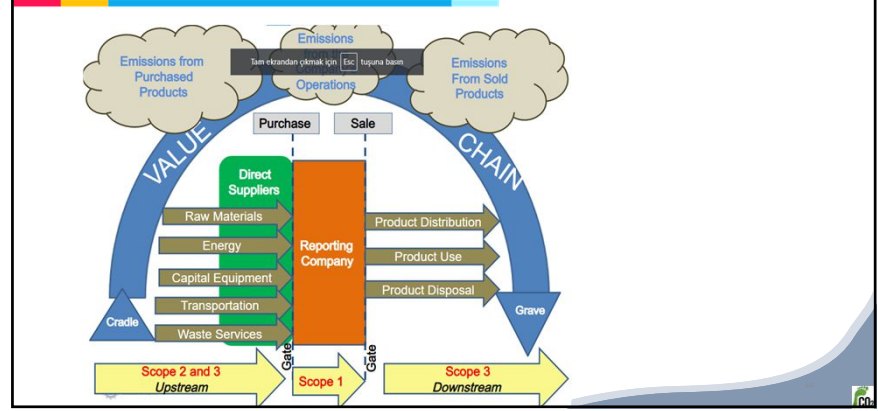 Emissions from
Purchased
Products
Emissions
Operations
Emissions
From Sold
Products
Tam ekrandan çıkmak için Esc tuşuna basın
Purchase
Sale
VALUE
CHAIN
Direct
Suppliers
Raw Materials
Energy
Capital Equipment
Transportation
Waste Services
Reporting
Company
Product Distribution
Product Use
Product Disposal
Cradle
Grave
Gate
Gate
Scope 2 and 3
Upstream
Scope 1
Scope 3
Downstream
CO₂